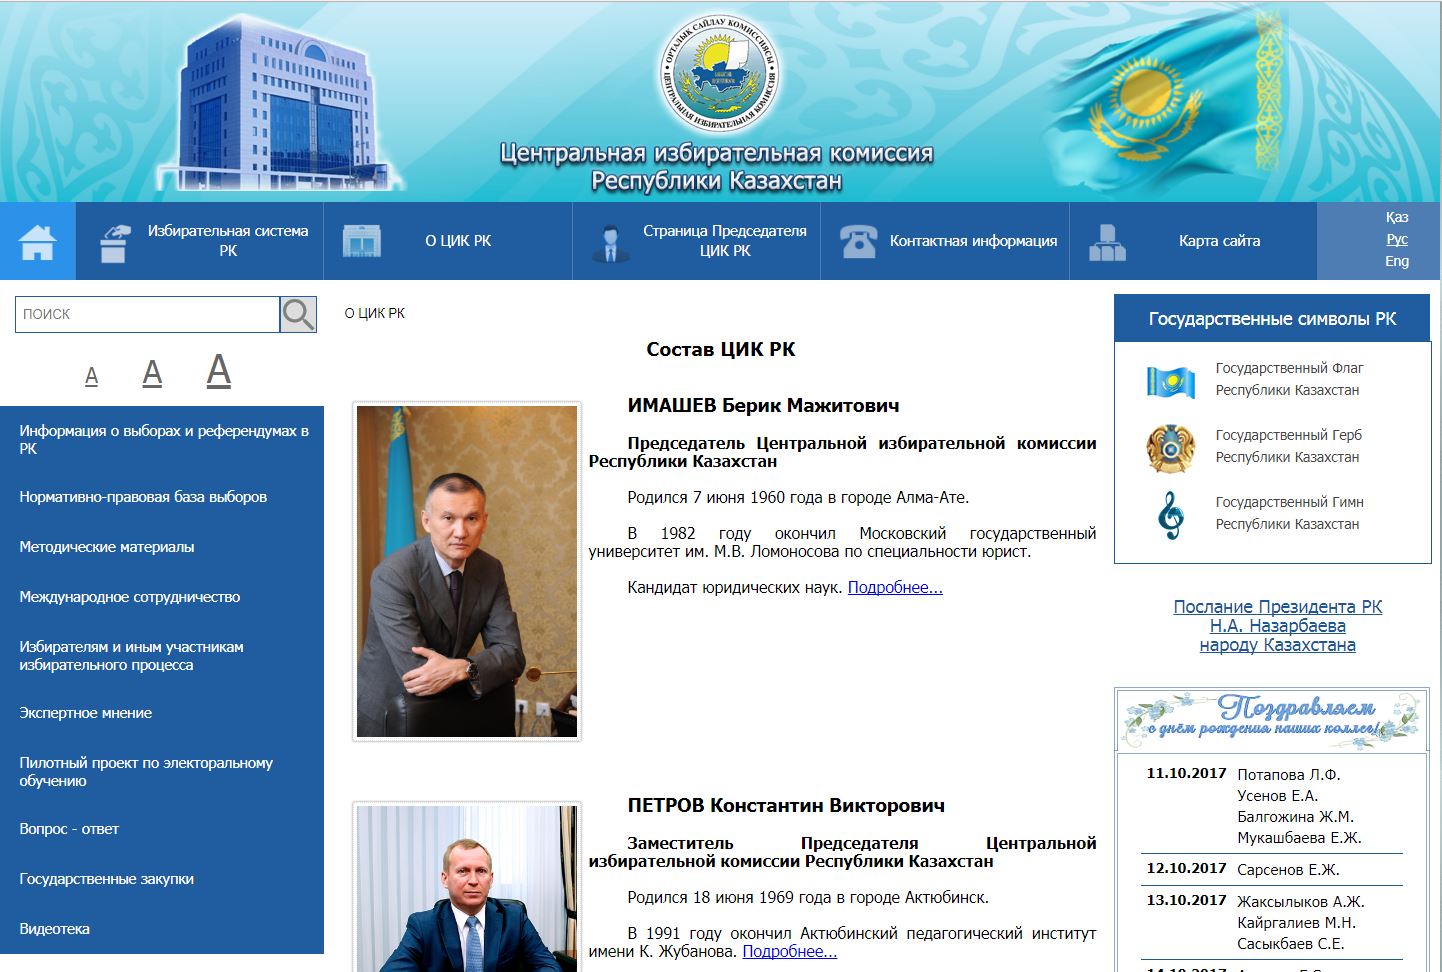 ОРТАЛЫҚ САЙЛАУ КОМИССИЯСЫ
ЦЕНТРАЛЬНАЯ ИЗБИРАТЕЛЬНАЯ КОМИССИЯ
Центральная избирательная комиссия
Республики Казахстан
Избирательная система
РК
О ЦИК РК
Страница Председателя
ЦИК РК
Контактная информация
Карта сайта
Қаз
Рус
Eng
ПОИСК
А А А
Информация о выборах и референдумах в
РК
Нормативно-правовая база выборов
Методические материалы
Международное сотрудничество
Избирателям и иным участникам
избирательного процесса
Экспертное мнение
Пилотный проект по электоральному
обучению
Вопрос - ответ
Государственные закупки
Видеотека
О ЦИК РК
Состав ЦИК РК
ИМАШЕВ Берик Мажитович
Председатель Центральной избирательной комиссии
Республики Казахстан
Родился 7 июня 1960 года в городе Алма-Ате.
В 1982 году окончил Московский государственный
университет им. М.В. Ломоносова по специальности юрист.
Кандидат юридических наук. Подробнее...
ПЕТРОВ Константин Викторович
Заместитель Председателя Центральной
избирательной комиссии Республики Казахстан
Родился 18 июня 1969 года в городе Актюбинск.
В 1991 году окончил Актюбинский педагогический институт
имени К. Жубанова. Подробнее...
Государственные символы РК
Государственный Флаг
Республики Казахстан
Государственный Герб
Республики Казахстан
Государственный Гимн
Республики Казахстан
Послание Президента РК
Н.А. Назарбаева
народу Казахстана
Поздравляем
с днём рождения наших коллег!
11.10.2017 Потапова Л.Ф.
Усенов Е.А.
Балгожина Ж.М.
Мукашбаева Е.Ж.
12.10.2017 Сарсенов Е.Ж.
13.10.2017 Жаксылыков А.Ж.
Кайргалиев М.Н.
Сасыкбаев С.Е.
14.10.2017